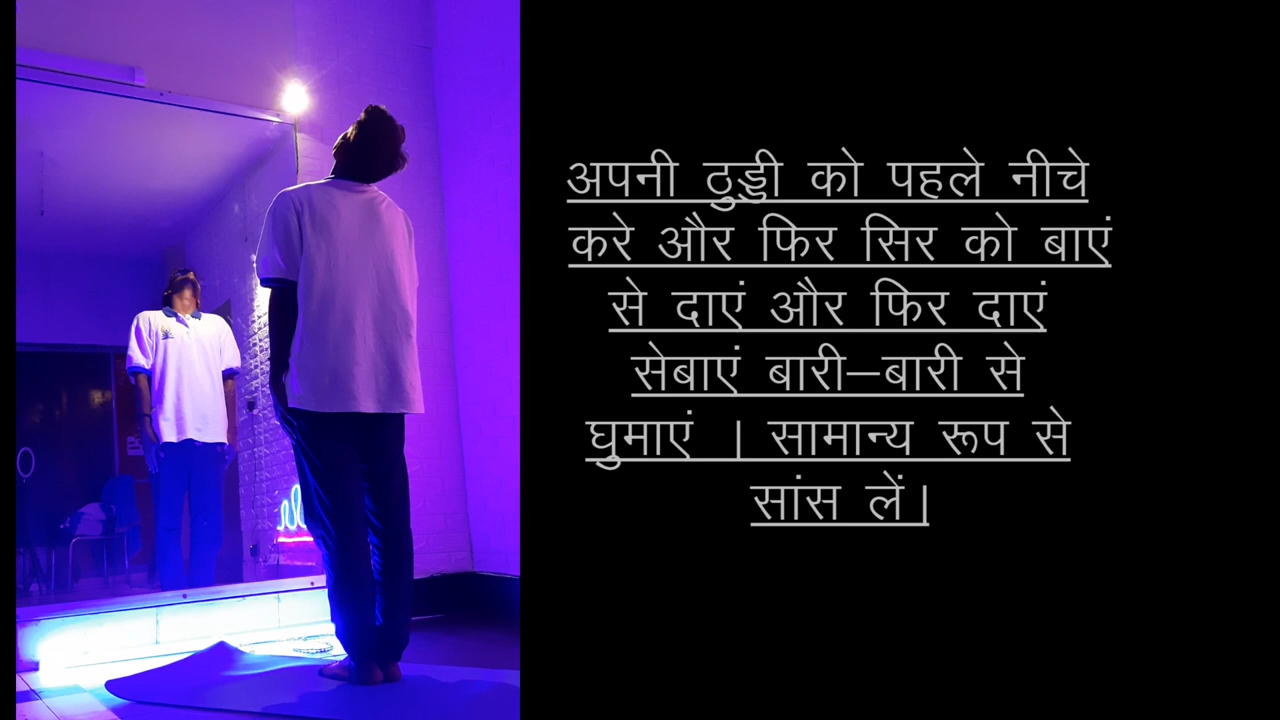 अपनी ठुड्डी को पहले नीचे
करे और फिर सिर को बाएं
से दाएं और फिर दाएं
सेबाएं बारी–बारी से
घुमाएं । सामान्य रूप से
सांस लें।